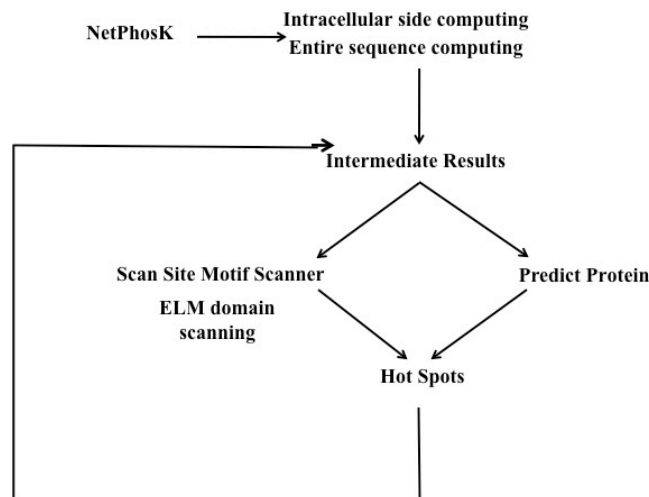 Intracellular side computing
NetPhosK
Entire sequence computing
Intermediate Results
Scan Site Motif Scanner
Predict Protein
ELM domain
scanning
Hot Spots